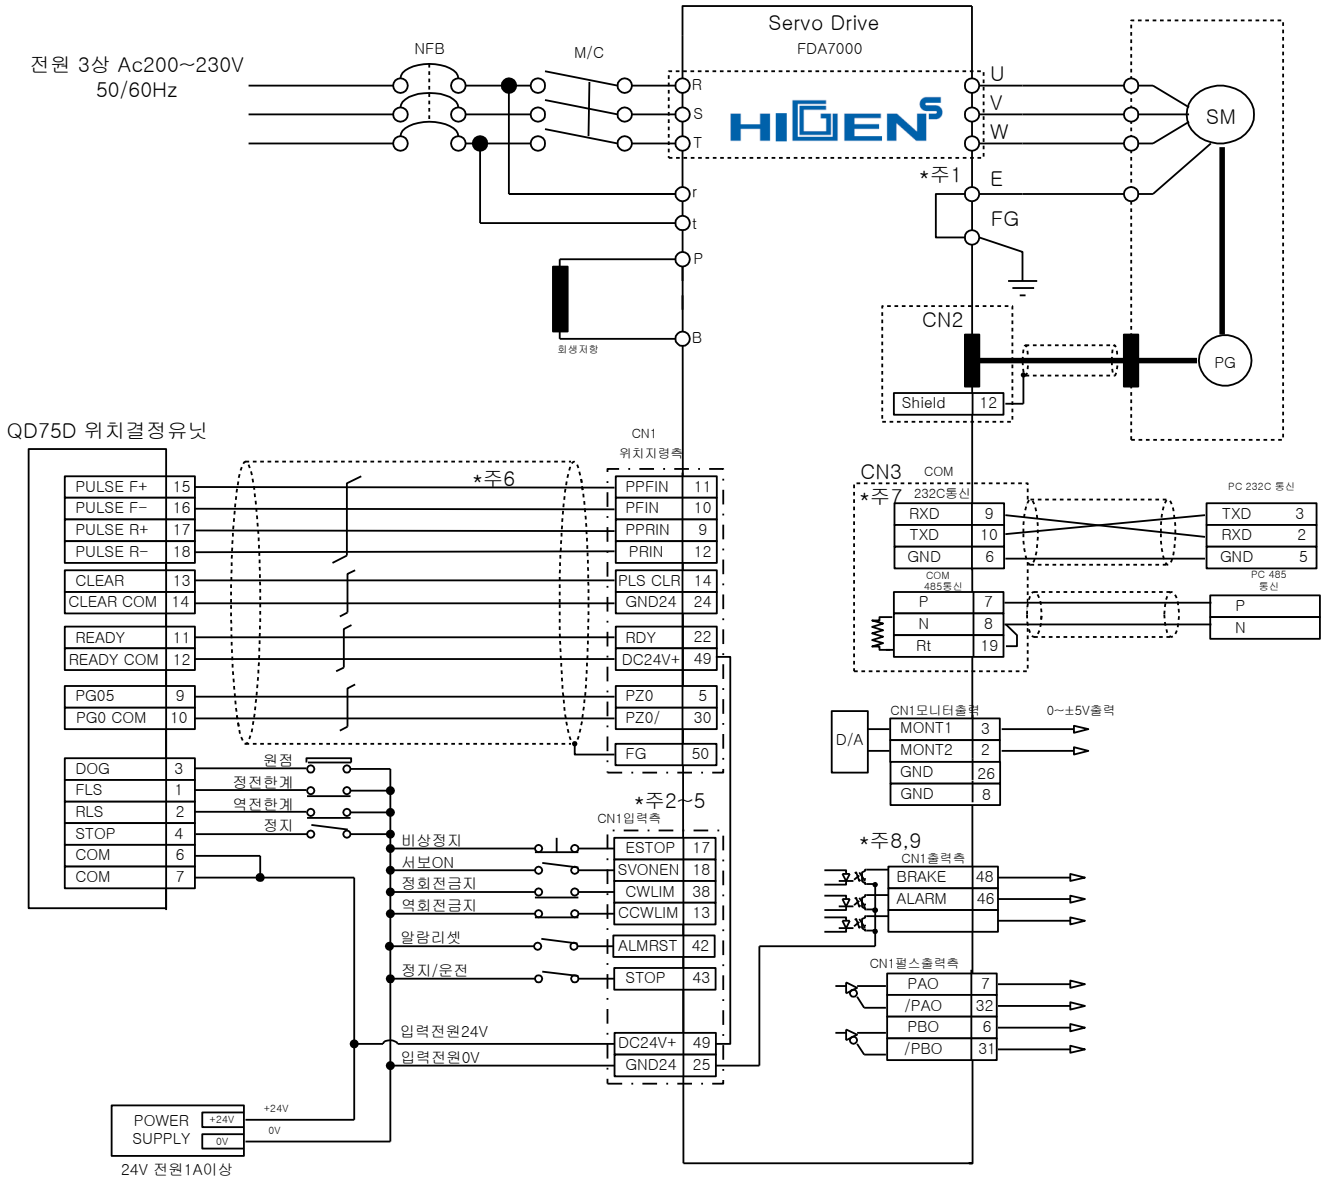 Servo Drive
FDA7000
전원 3상 Ac200~230V
50/60Hz
NFB
M/C
R
S
T
HIGEN S
U
V
W
SM
*주1
E
FG
r
t
P
B
회생저항
CN2
Shield 12
PG
QD75D 위치결정유닛
PULSE F+ 15
PULSE F- 16
PULSE R+ 17
PULSE R- 18
CLEAR 13
CLEAR COM 14
READY 11
READY COM 12
PG05 9
PG0 COM 10
DOG 3
FLS 1
RLS 2
STOP 4
COM 6
COM 7
*주6
CN1
위치지령측
PPFIN 11
PFIN 10
PPRIN 9
PRIN 12
PLS CLR 14
GND24 24
RDY 22
DC24V+ 49
PZ0 5
PZ0/ 30
FG 50
원점
정전한계
역전한계
정지
*주2~5
CN1입력측
비상정지
ESTOP 17
서보ON
SVONEN 18
정회전금지
CWLIM 38
역회전금지
CCWLIM 13
알람리셋
ALMRST 42
정지/운전
STOP 43
입력전원24V
DC24V+ 49
입력전원0V
GND24 25
POWER
SUPPLY
+24V
0V
+24V
0V
24V 전원1A이상
CN3
COM
*주7
232C통신
RXD 9
TXD 10
GND 6
COM
485통신
P 7
N 8
Rt 19
PC 232C 통신
TXD 3
RXD 2
GND 5
PC 485
통신
P
N
CN1모니터출력
0~±5V출력
D/A
MONT1 3
MONT2 2
GND 26
GND 8
*주8,9
CN1출력측
BRAKE 48
ALARM 46
CN1펄스출력측
PAO 7
/PAO 32
PBO 6
/PBO 31